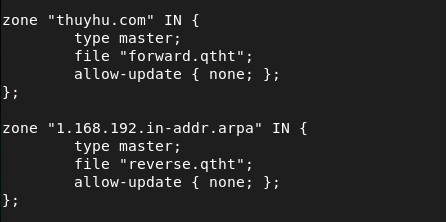 zone "thuyhu.com" IN {
        type master;
        file "forward.qtht";
        allow-update { none; };
};

zone "1.168.192.in-addr.arpa" IN {
        type master;
        file "reverse.qtht";
        allow-update { none; };
};